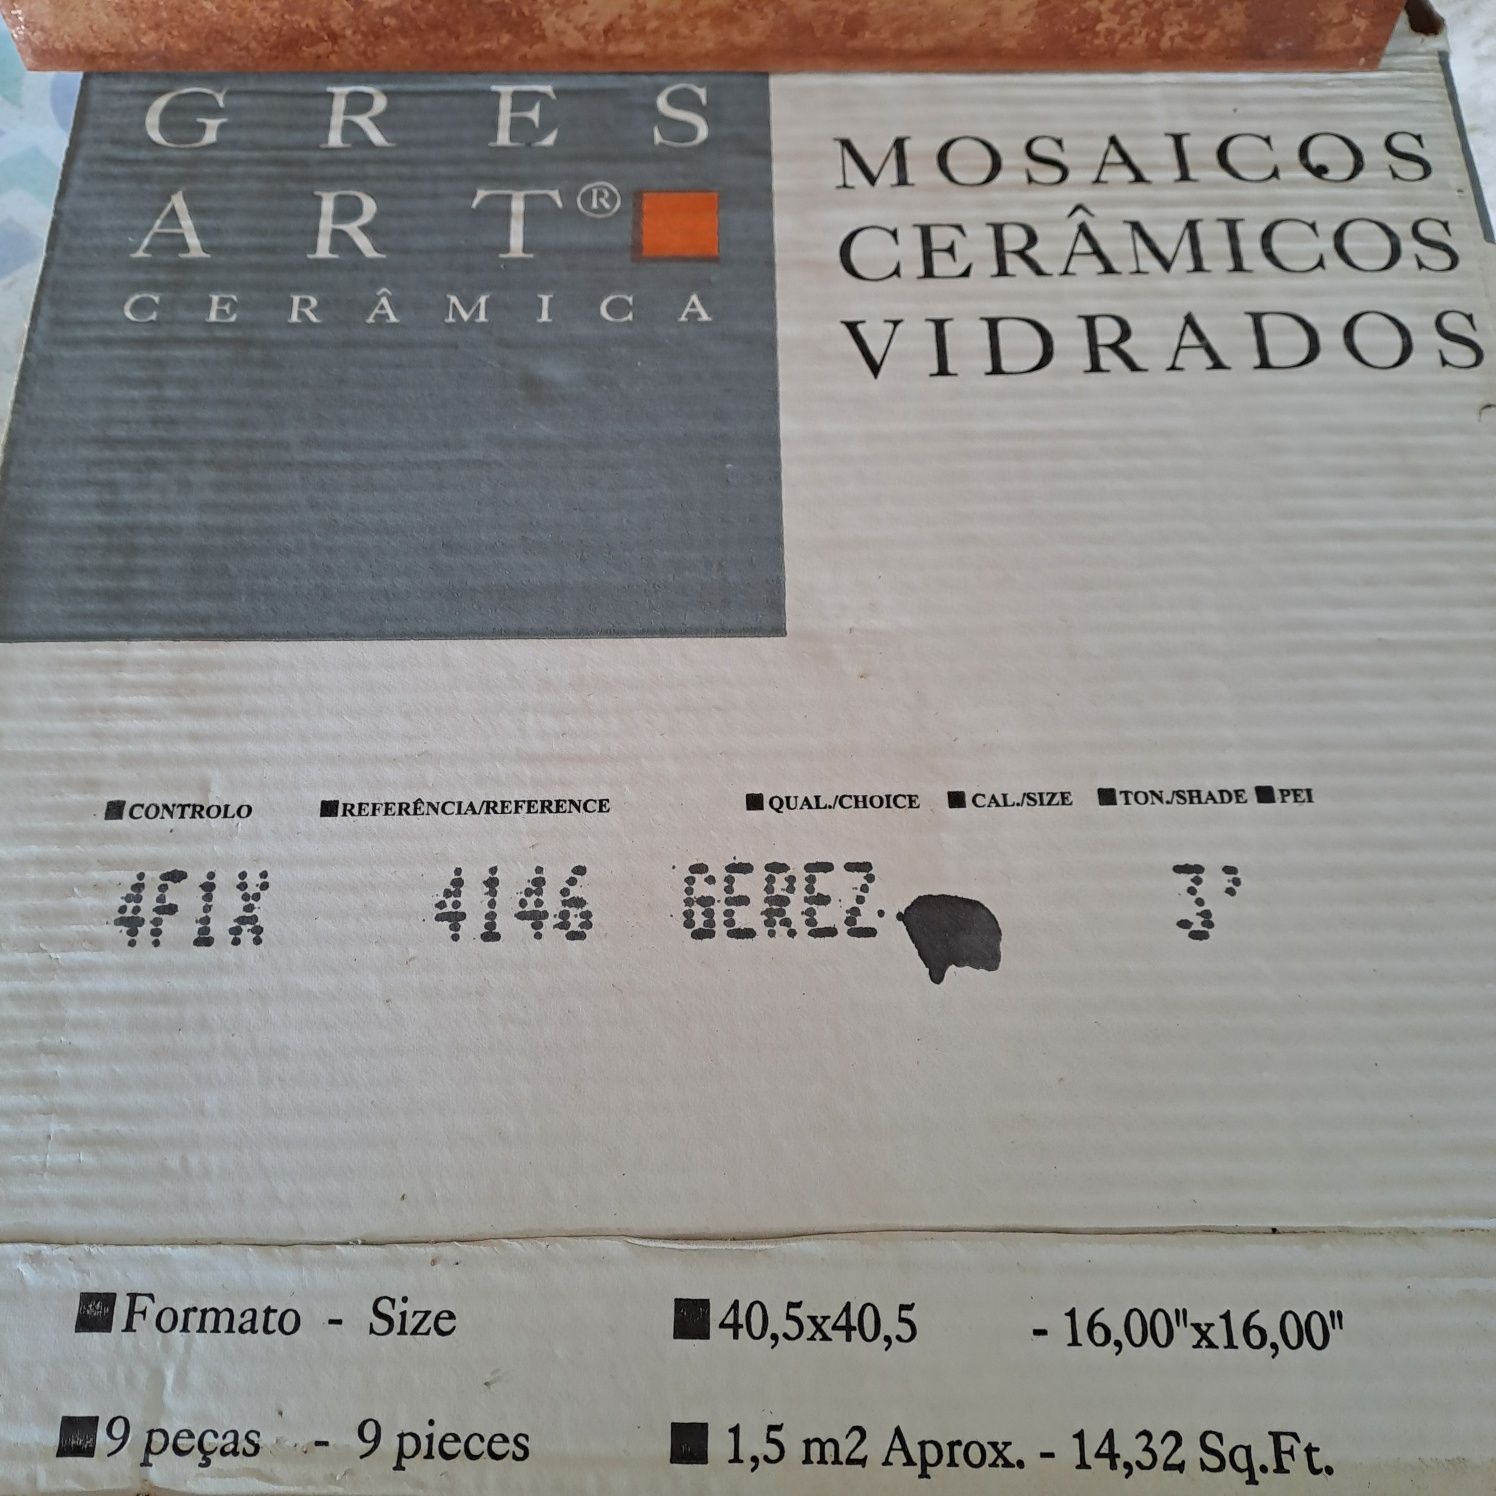 GRES
ART®
CERÂMICA
MOSAICOS
CERÂMICOS
VIDRADOS
CONTROLO REFERÊNCIA/REFERENCE QUAL./CHOICE CAL./SIZE TON./SHADE PEI
4F1X 4146 GEREZ 3'
Formato - Size 40,5x40,5 - 16,00"x16,00"
9 peças - 9 pieces 1,5 m2 Aprox. - 14,32 Sq.Ft.